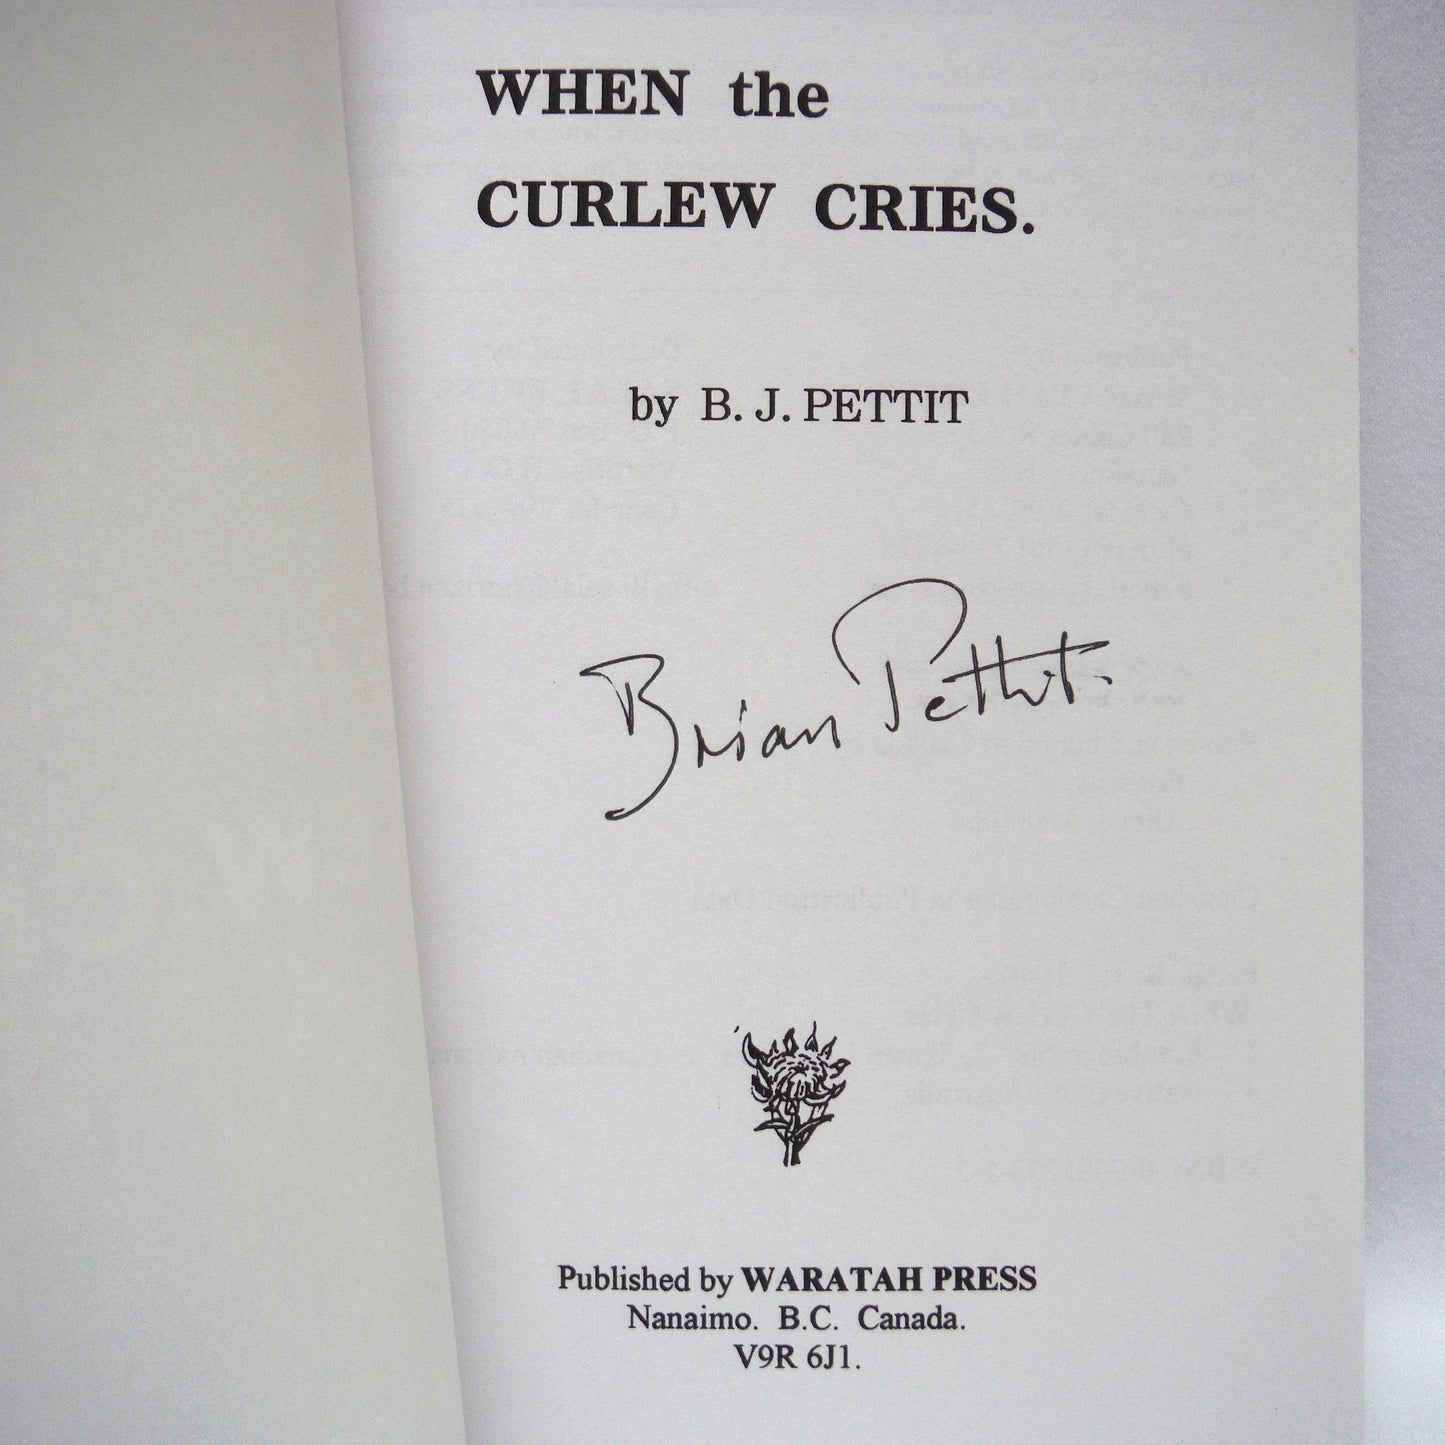 WHEN the
CURLEW CRIES.
by B. J. PETTIT
Brian Pettit.
Published by WARATAH PRESS
Nanaimo. B.C. Canada.
V9R 6J1.